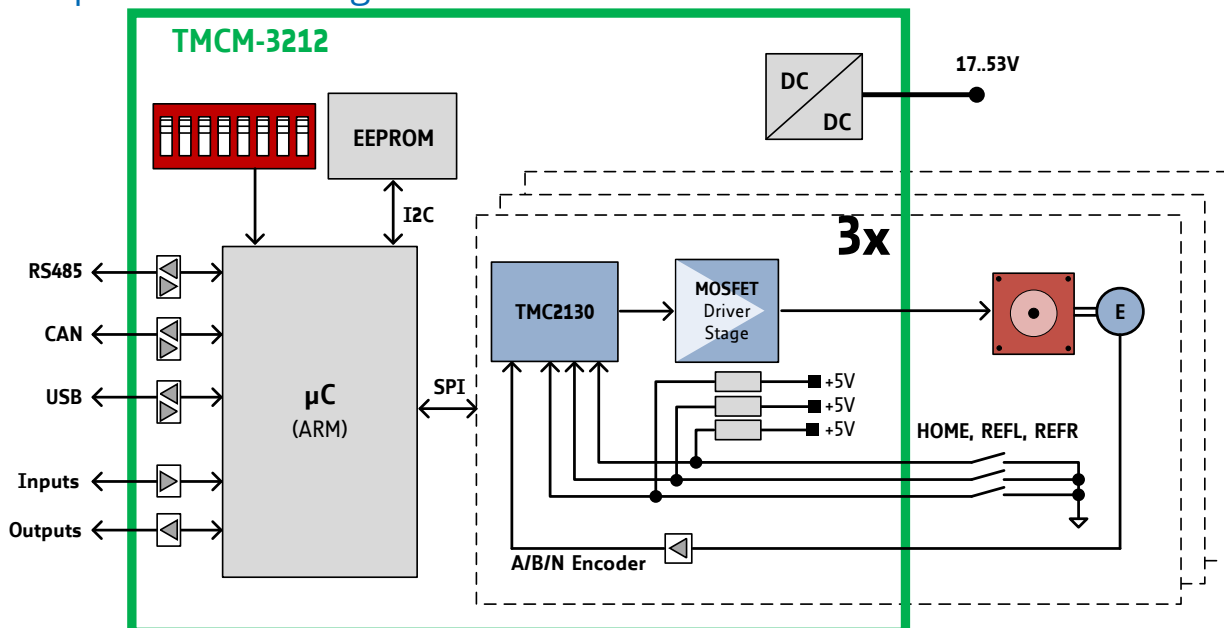 TMCM-3212
17..53V
DC
DC
EEPROM
I2C
3x
RS485
CAN
USB
Inputs
Outputs
µC
(ARM)
SPI
TMC2130
MOSFET
Driver
Stage
E
+5V
+5V
+5V
HOME, REFL, REFR
A/B/N Encoder